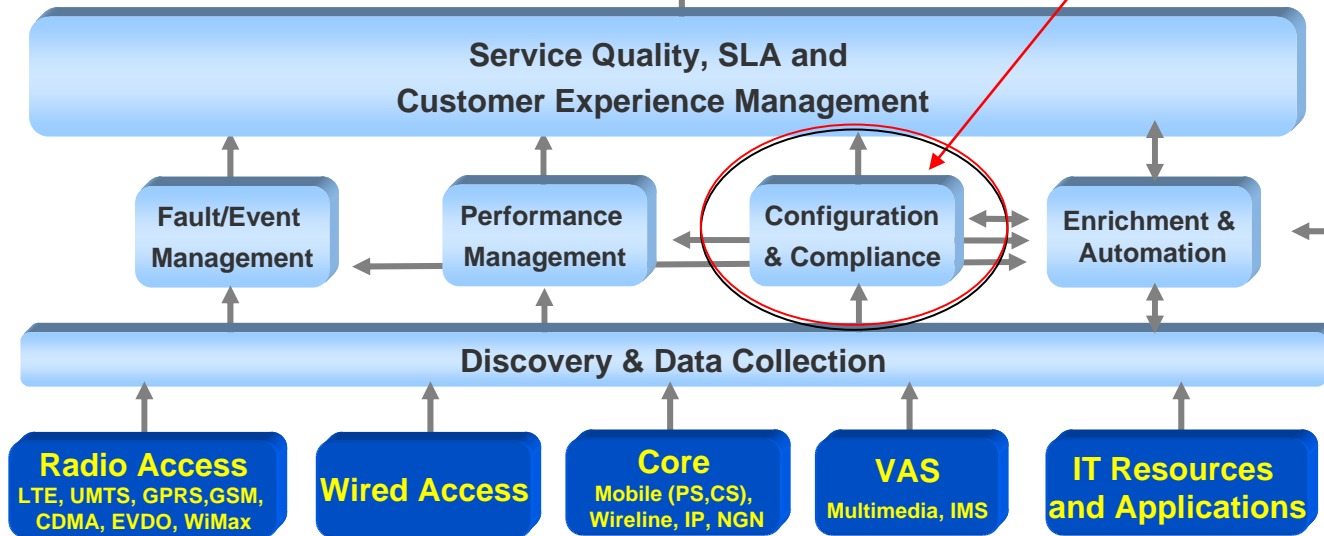 Service Quality, SLA and
Customer Experience Management
Fault/Event
Management
Performance
Management
Configuration
& Compliance
Enrichment &
Automation
Discovery & Data Collection
Radio Access
LTE, UMTS, GPRS,GSM,
CDMA, EVDO, WiMax
Wired Access
Core
Mobile (PS,CS),
Wireline, IP, NGN
VAS
Multimedia, IMS
IT Resources
and Applications